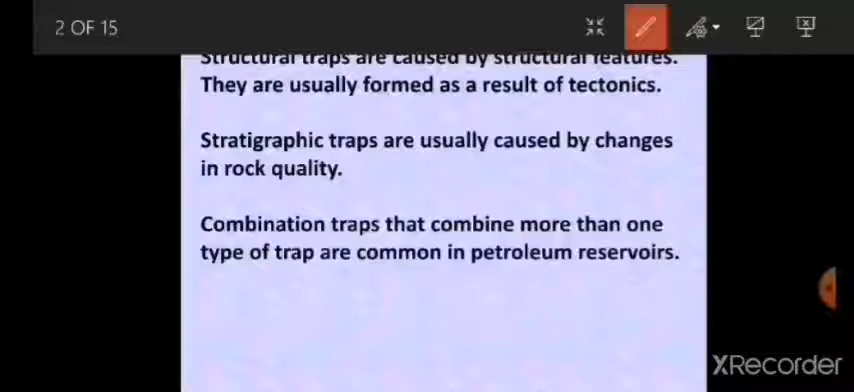 2 OF 15
Structural traps are caused by structural features.
They are usually formed as a result of tectonics.
Stratigraphic traps are usually caused by changes
in rock quality.
Combination traps that combine more than one
type of trap are common in petroleum reservoirs.
XRecorder